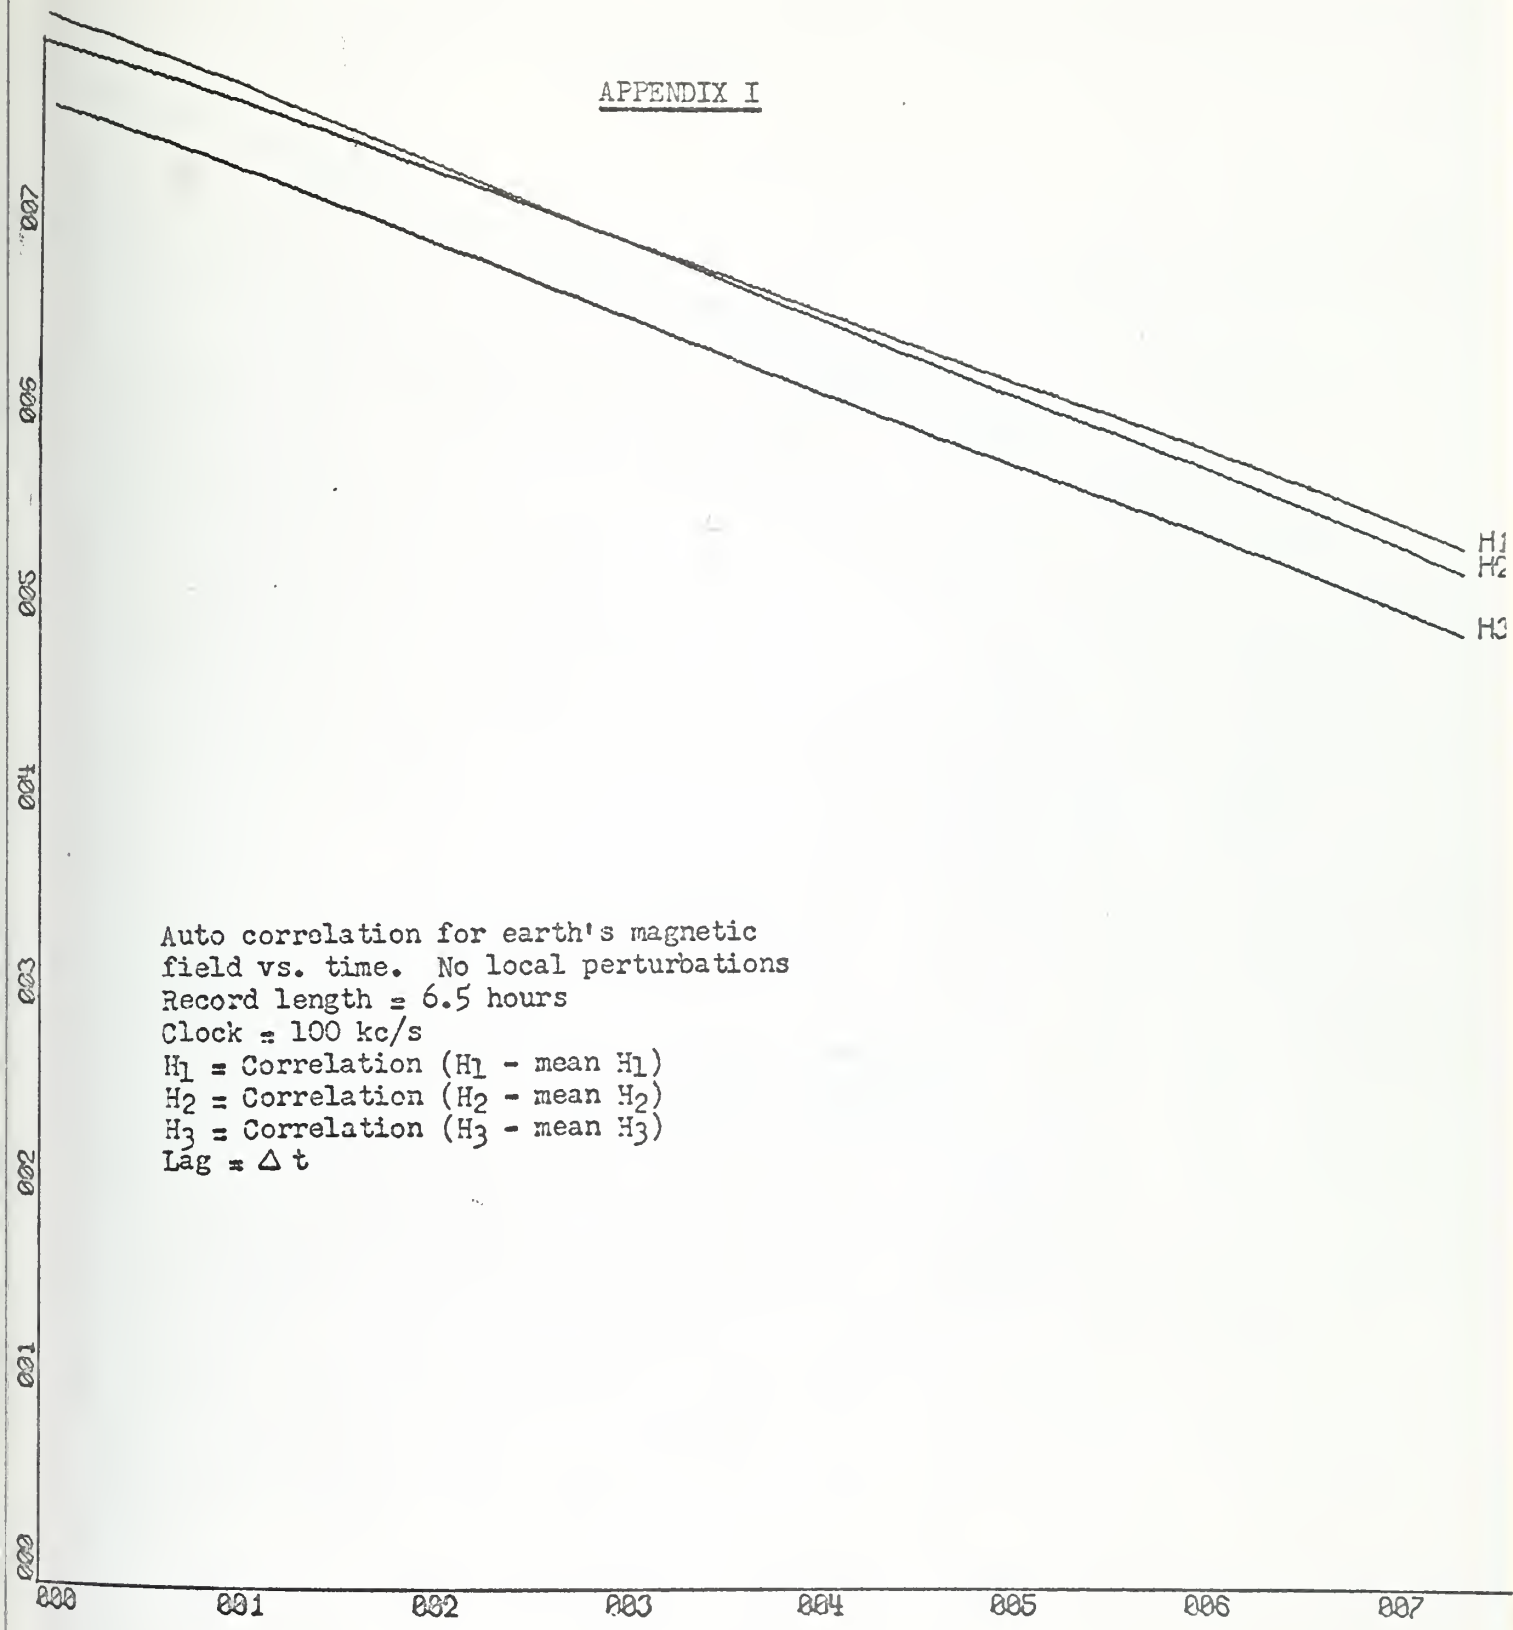 APPENDIX I
007
006
005
004
003
002
001
000
H1
H2
H3
Auto correlation for earth's magnetic
field vs. time. No local perturbations
Record length = 6.5 hours
Clock = 100 kc/s
H1 = Correlation (H1 - mean H1)
H2 = Correlation (H2 - mean H2)
H3 = Correlation (H3 - mean H3)
Lag = Δ t
000 001 002 003 004 005 006 007